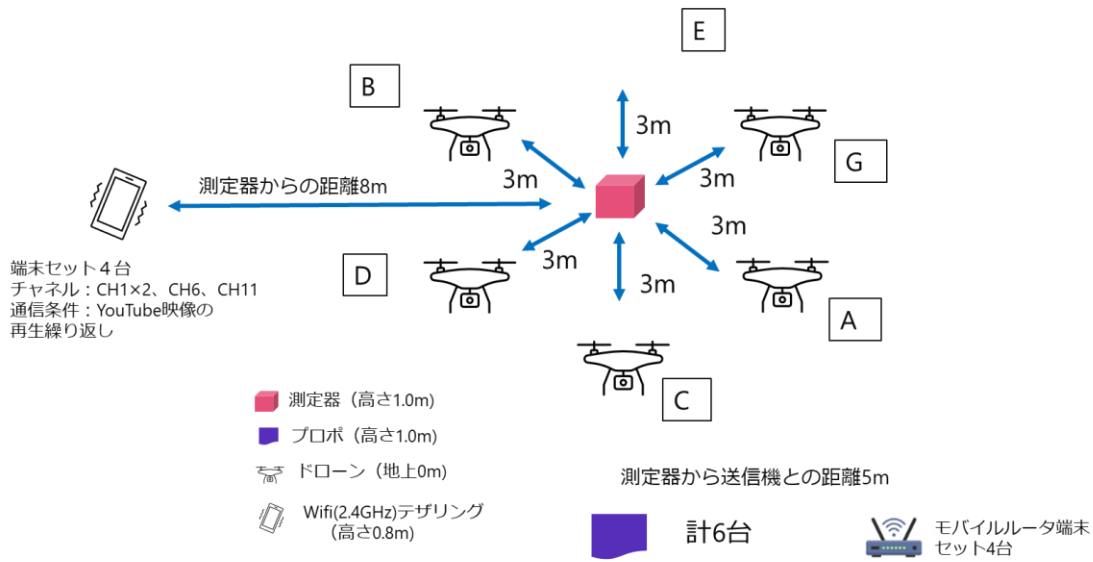 E
B
3m
G
3m
3m
測定器からの距離8m
3m
D
3m
3m
A
C
端末セット4台
チャネル:CH1×2、CH6、CH11
通信条件:YouTube映像の
再生繰り返し
測定器(高さ1.0m)
プロポ(高さ1.0m)
ドローン(地上0m)
Wifi(2.4GHz)テザリング
(高さ0.8m)
測定器から送信機との距離5m
計6台
モバイルルータ端末
セット4台